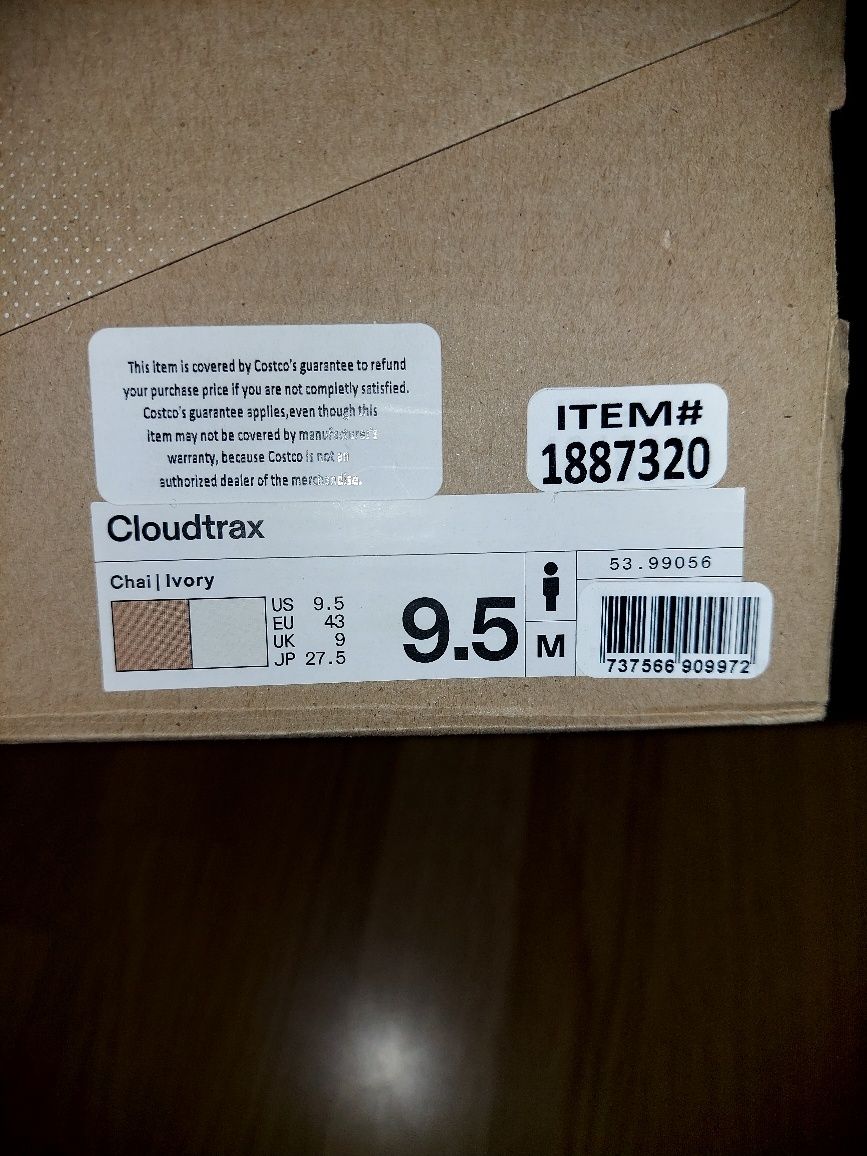 This item is covered by Costco's guarantee to refund
your purchase price if you are not completly satisfied.
Costco's guarantee applies,even though this
item may not be covered by manufacturer's
warranty, because Costco is not an
authorized dealer of the merchandise.
ITEM#
1887320
Cloudtrax
53.99056
Chai|Ivory
US 9.5
EU 43
UK 9
JP 27.5
9.5
M
737566 909972